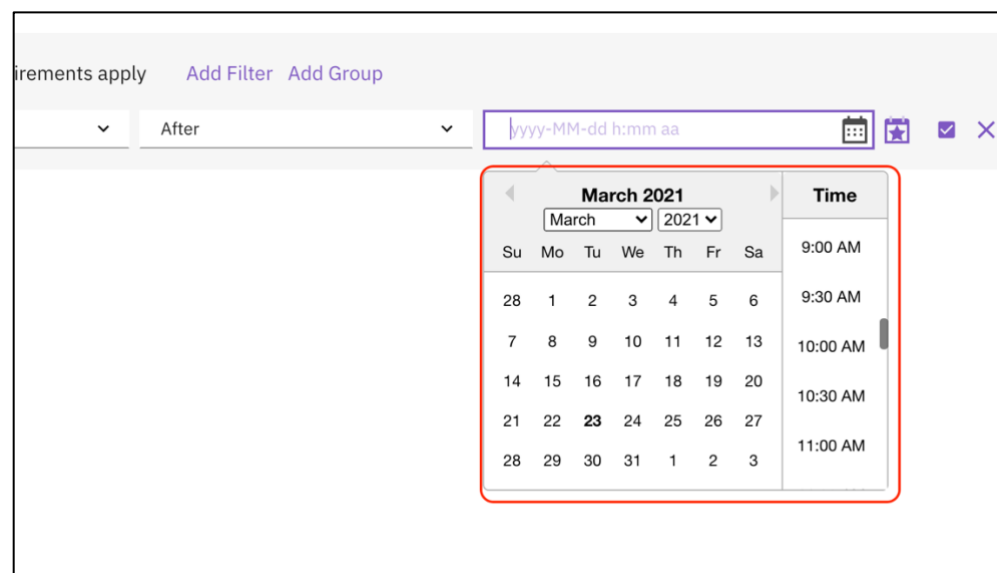 irements apply Add Filter Add Group
After yyyy-MM-dd h:mm aa
March 2021 Time
March 2021
Su Mo Tu We Th Fr Sa
9:00 AM
28 1 2 3 4 5 6
9:30 AM
7 8 9 10 11 12 13
10:00 AM
14 15 16 17 18 19 20
10:30 AM
21 22 23 24 25 26 27
11:00 AM
28 29 30 31 1 2 3